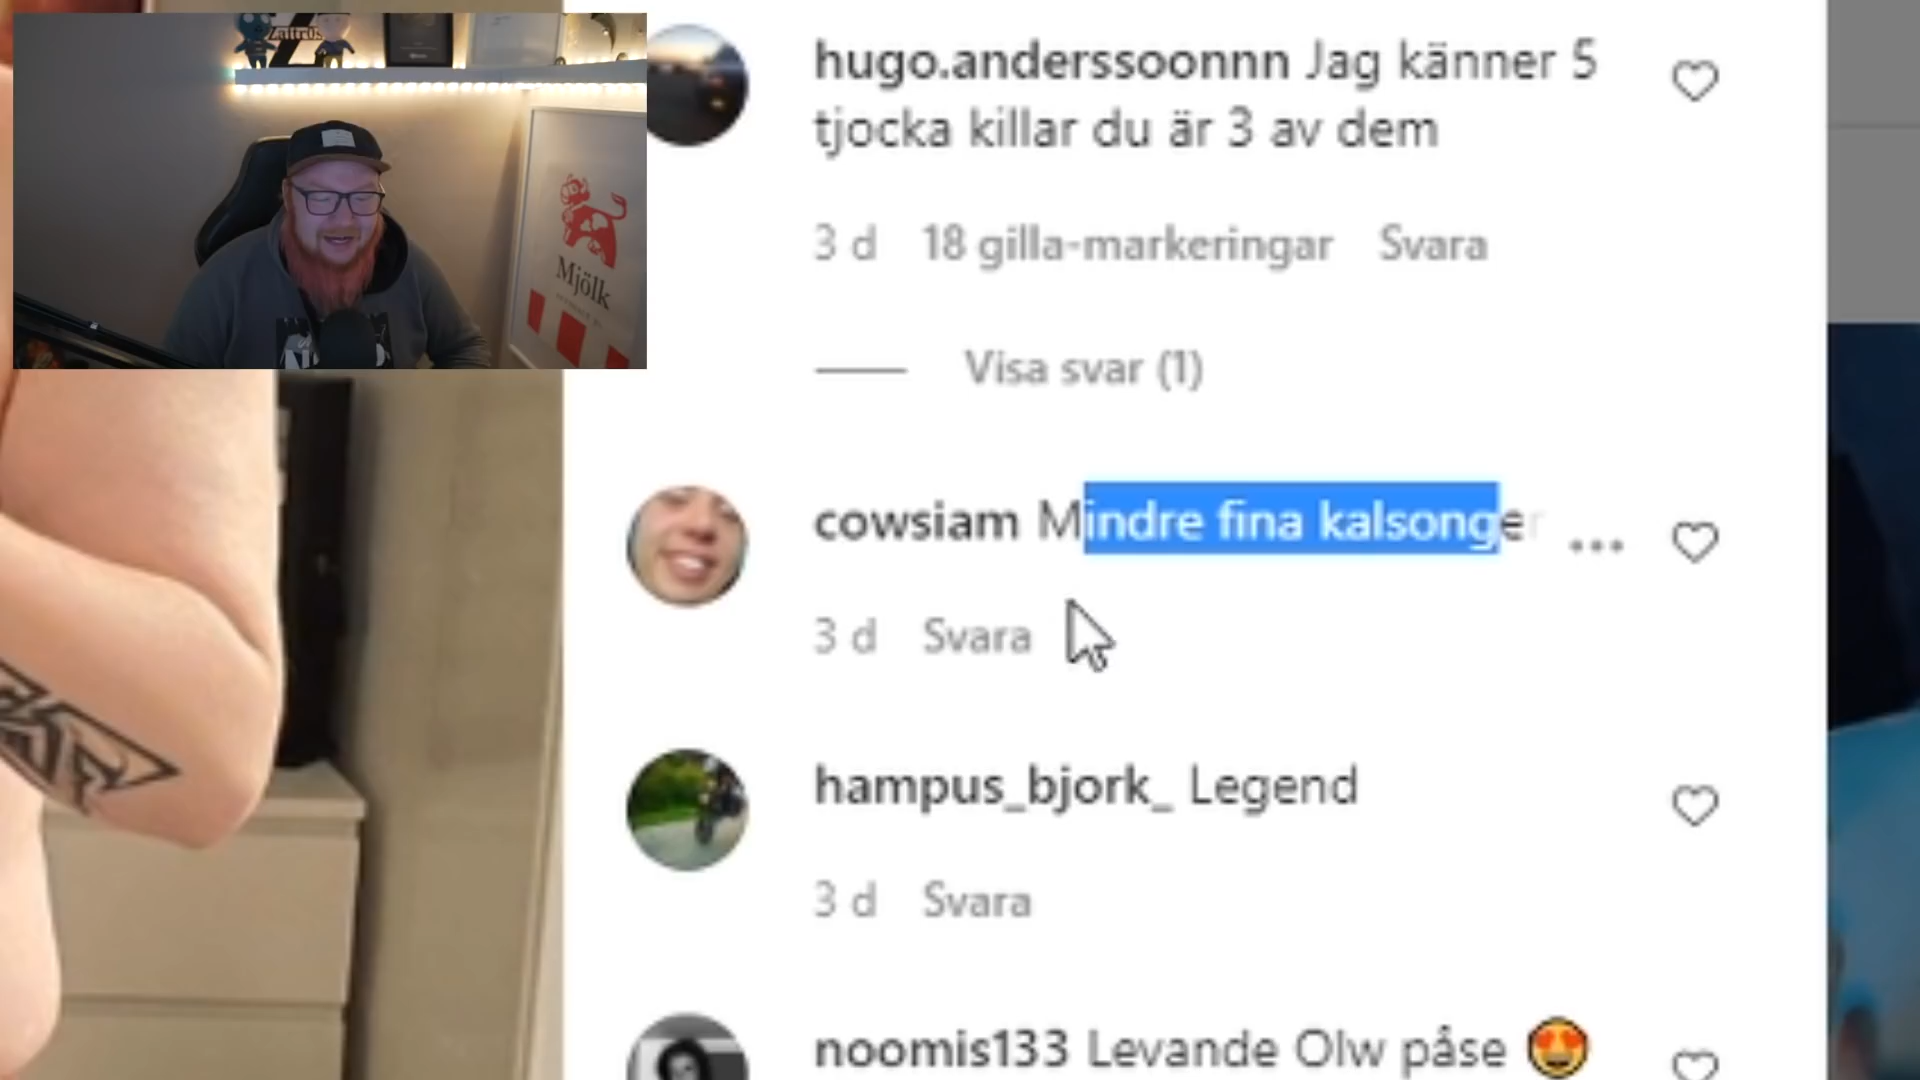 Zatrox
Mjölk
hugo.anderssoonnn Jag känner 5
tjocka killar du är 3 av dem
3 d 18 gilla-markeringar Svara
Visa svar (1)
cowsiam Mindre fina kalsonger
3 d Svara
hampus_bjork_ Legend
3 d Svara
noomis133 Levande Olw påse 😍